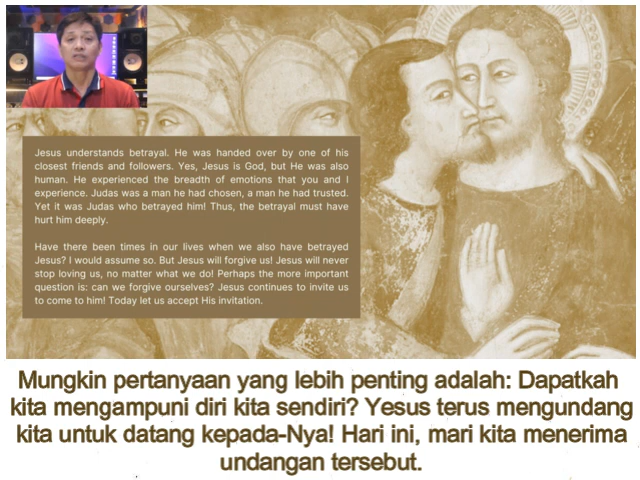 Jesus understands betrayal. He was handed over by one of his
closest friends and followers. Yes, Jesus is God, but He was also
human. He experienced the breadth of emotions that you and I
experience. Judas was a man he had chosen, a man he had trusted.
Yet it was Judas who betrayed him! Thus, the betrayal must have
hurt him deeply.
Have there been times in our lives when we also have betrayed
Jesus? I would assume so. But Jesus will forgive us! Jesus will never
stop loving us, no matter what we do! Perhaps the more important
question is: can we forgive ourselves? Jesus continues to invite us
to come to him! Today let us accept His invitation.
Mungkin pertanyaan yang lebih penting adalah: Dapatkah
kita mengampuni diri kita sendiri? Yesus terus mengundang
kita untuk datang kepada-Nya! Hari ini, mari kita menerima
undangan tersebut.